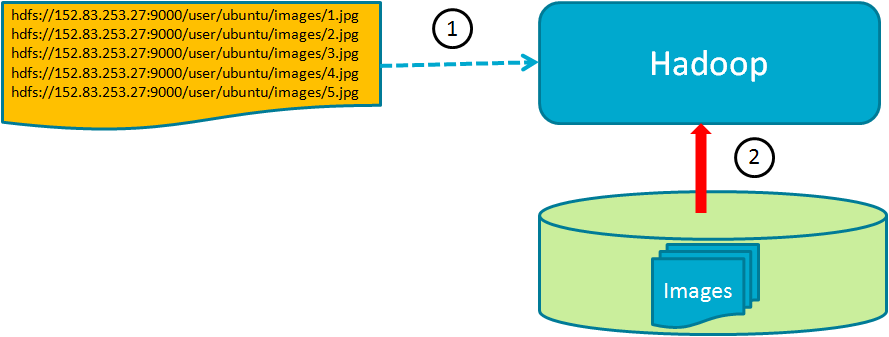 hdfs://152.83.253.27:9000/user/ubuntu/images/1.jpg
hdfs://152.83.253.27:9000/user/ubuntu/images/2.jpg
hdfs://152.83.253.27:9000/user/ubuntu/images/3.jpg
hdfs://152.83.253.27:9000/user/ubuntu/images/4.jpg
hdfs://152.83.253.27:9000/user/ubuntu/images/5.jpg
1
Hadoop
2
Images